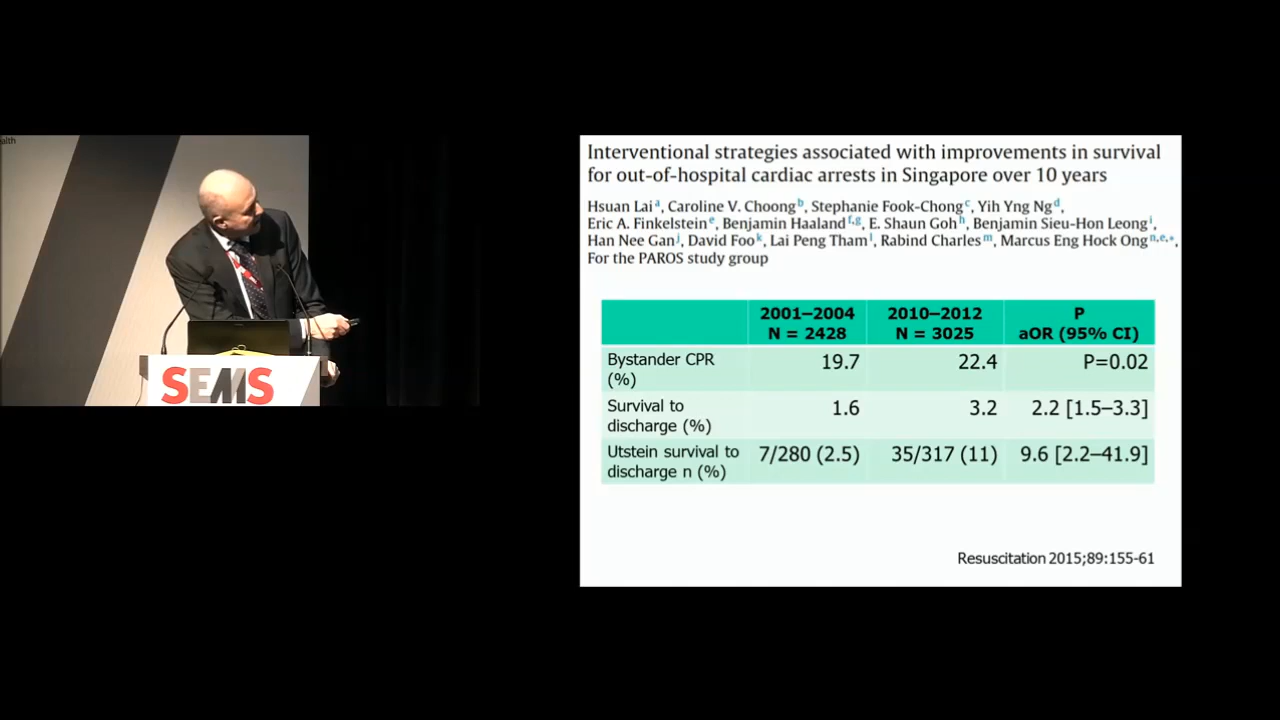 alth
SEMS
Interventional strategies associated with improvements in survival
for out-of-hospital cardiac arrests in Singapore over 10 years
Hsuan Lai a, Caroline V. Choong b, Stephanie Fook-Chong c, Yih Yng Ng d,
Eric A. Finkelstein e, Benjamin Haaland f,g, E. Shaun Goh h, Benjamin Sieu-Hon Leong i,
Han Nee Gan j, David Foo k, Lai Peng Tham l, Rabind Charles m, Marcus Eng Hock Ong n,e,*,
For the PAROS study group
2001–2004 2010–2012 P
N = 2428 N = 3025 aOR (95% CI)
Bystander CPR 19.7 22.4 P=0.02
(%)
Survival to 1.6 3.2 2.2 [1.5–3.3]
discharge (%)
Utstein survival to 7/280 (2.5) 35/317 (11) 9.6 [2.2–41.9]
discharge n (%)
Resuscitation 2015;89:155-61